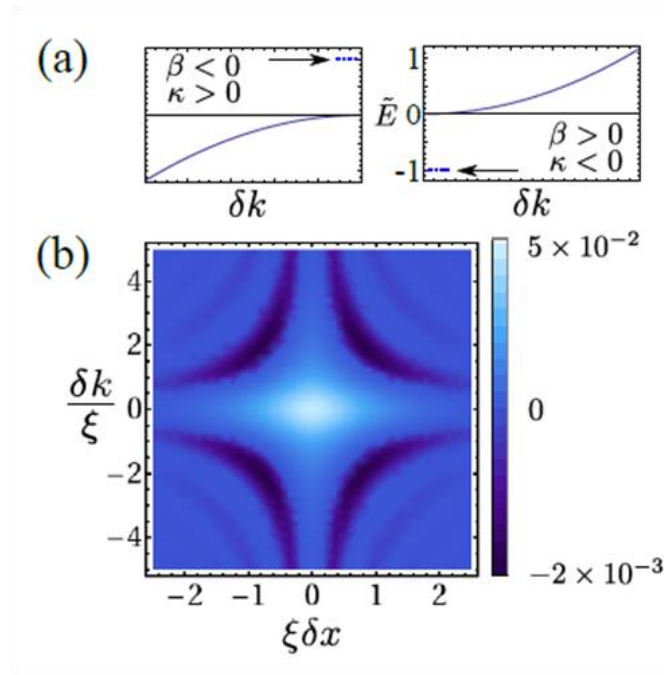 (a)
β < 0
κ > 0
δk
1
Ẽ 0
-1
β > 0
κ < 0
δk
(b)
4
2
0
−2
−4
δk
ξ
−2 −1 0 1 2
ξδx
5 × 10⁻²
0
−2 × 10⁻³